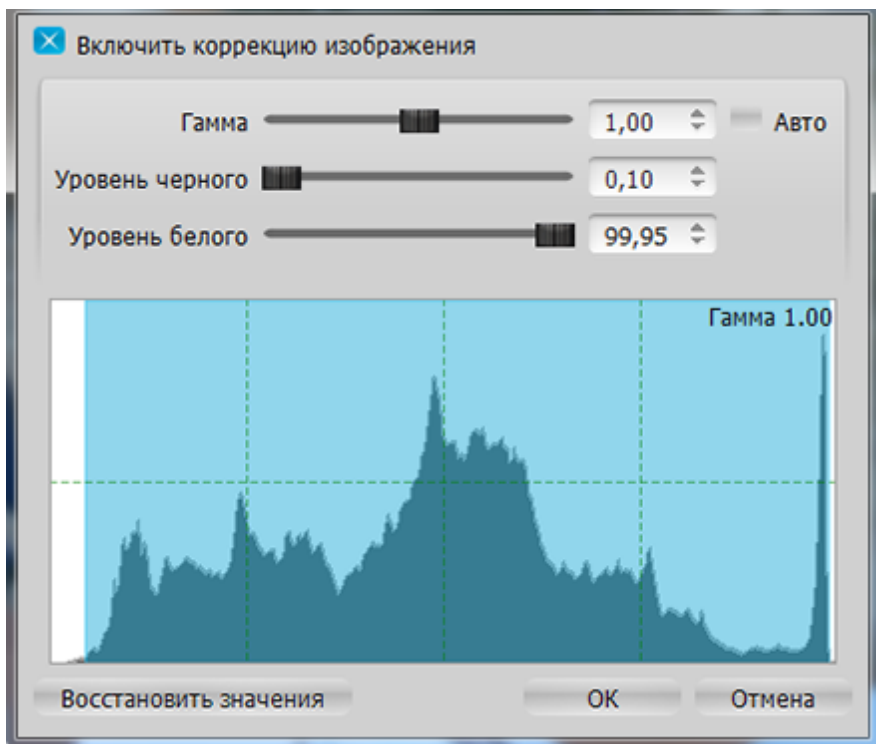 Включить коррекцию изображения
Гамма 1,00 Авто
Уровень черного 0,10
Уровень белого 99,95
Гамма 1.00
Восстановить значения OK Отмена